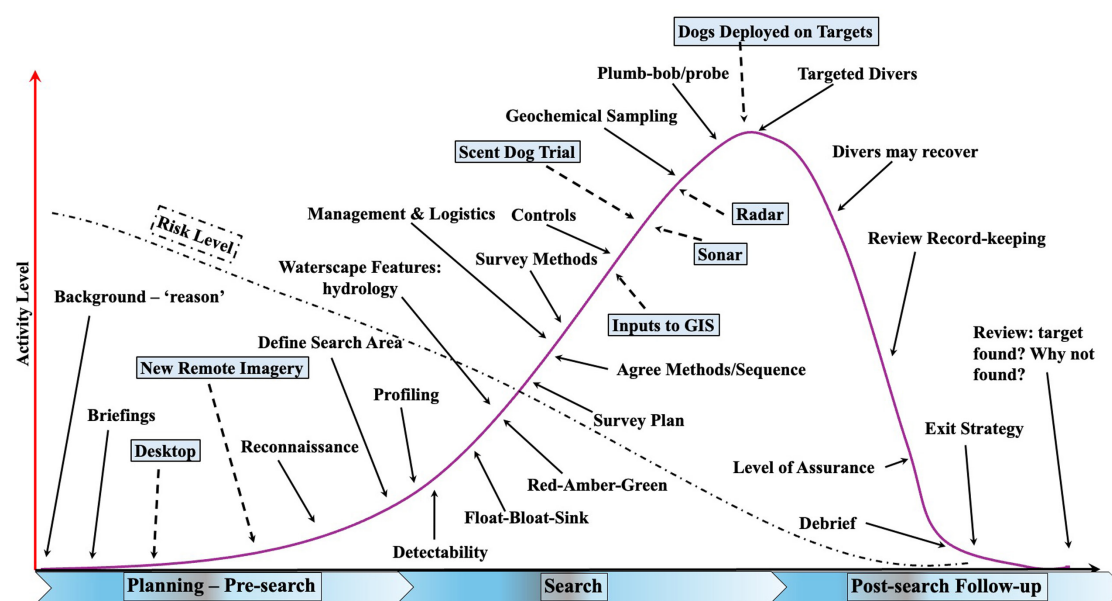 Dogs Deployed on Targets
Plumb-bob/probe
Targeted Divers
Geochemical Sampling
Scent Dog Trial
Divers may recover
Management & Logistics
Controls
Radar
Risk Level
Sonar
Review Record-keeping
Survey Methods
Waterscape Features:
hydrology
Background – ‘reason’
Inputs to GIS
Activity Level
Define Search Area
Review: target
found? Why not
found?
New Remote Imagery
Agree Methods/Sequence
Profiling
Briefings
Survey Plan
Exit Strategy
Reconnaissance
Desktop
Level of Assurance
Red-Amber-Green
Float-Bloat-Sink
Debrief
Detectability
Planning – Pre-search
Search
Post-search Follow-up